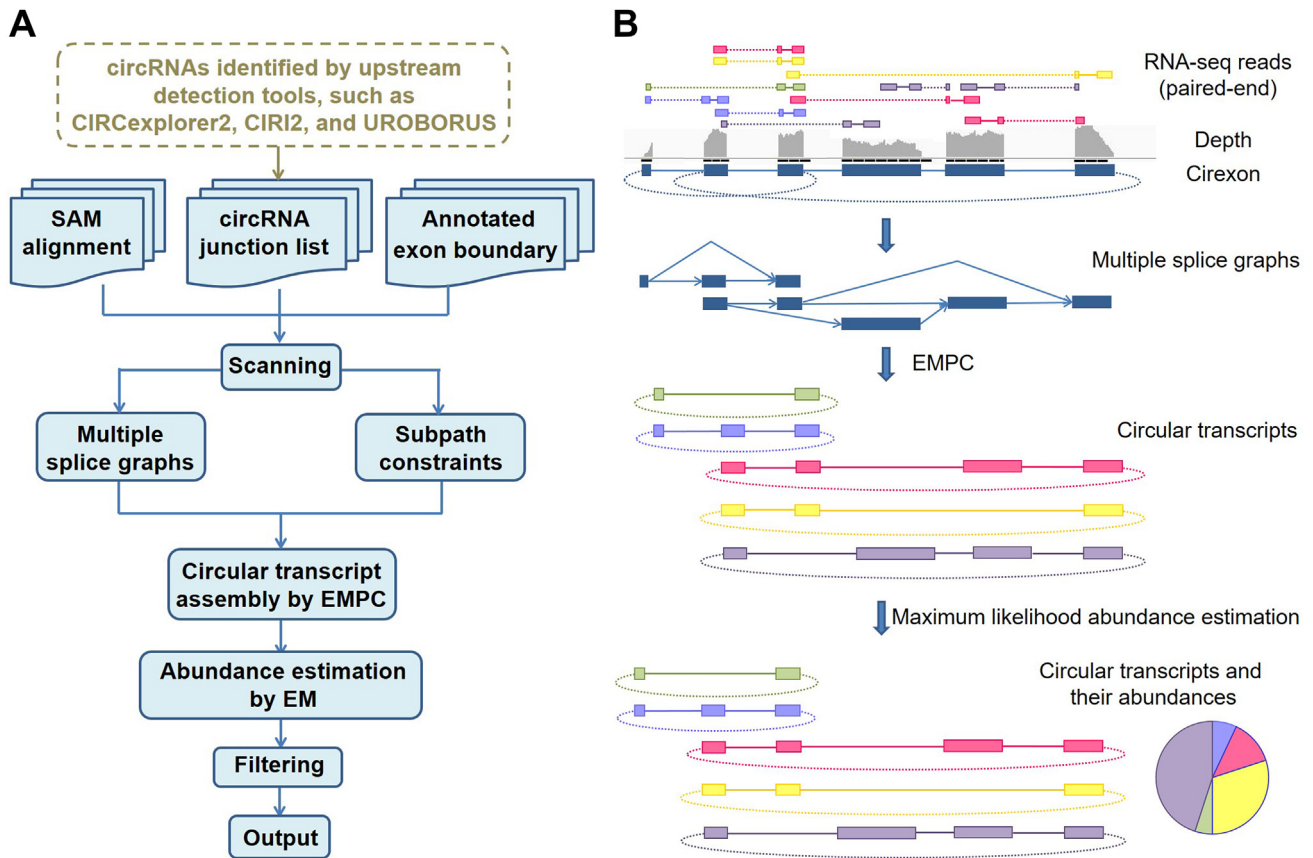 A
circRNAs identified by upstream
detection tools, such as
CIRCexplorer2, CIRI2, and UROBORUS
SAM
alignment
circRNA
junction list
Annotated
exon boundary
Scanning
Multiple
splice graphs
Subpath
constraints
Circular transcript
assembly by EMPC
Abundance estimation
by EM
Filtering
Output
B
RNA-seq reads
(paired-end)
Depth
Cirexon
Multiple splice graphs
EMPC
Circular transcripts
Maximum likelihood abundance estimation
Circular transcripts and
their abundances